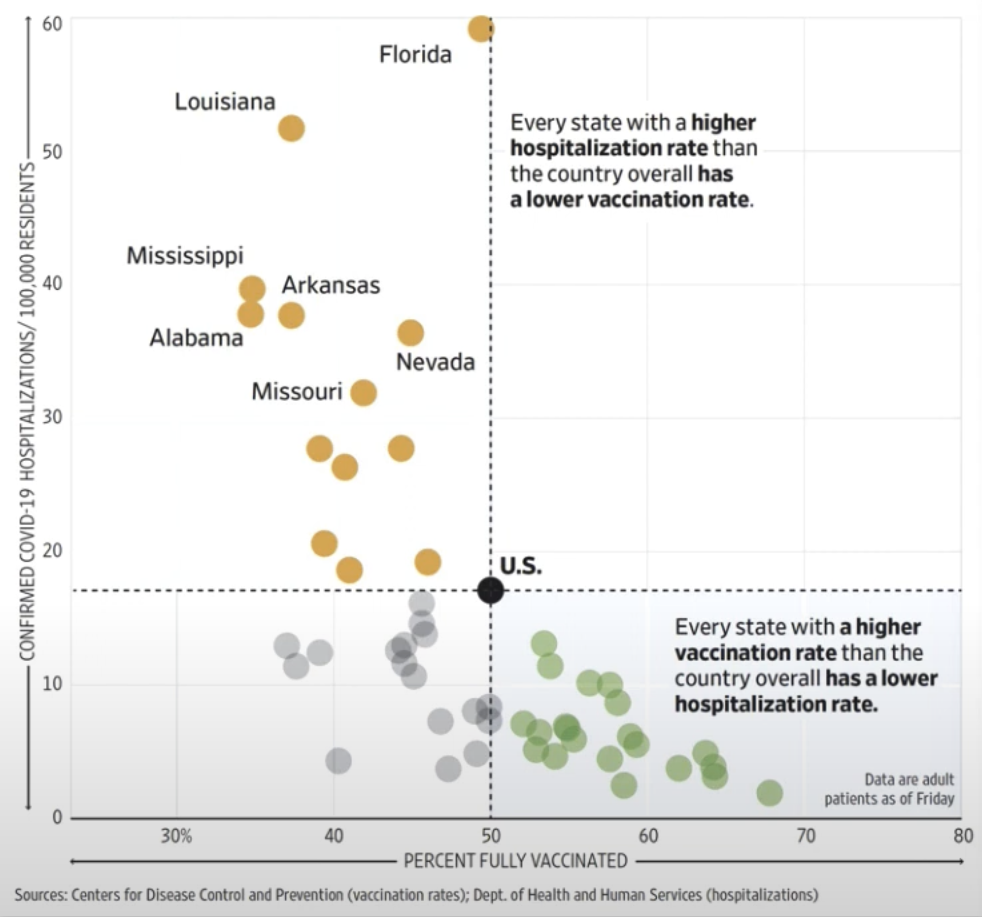 60
Florida
Louisiana
Every state with a higher
hospitalization rate than
the country overall has
a lower vaccination rate.
50
Mississippi
Arkansas
40
Alabama
Nevada
Missouri
30
20
U.S.
Every state with a higher
vaccination rate than the
country overall has a lower
hospitalization rate.
10
Data are adult
patients as of Friday
0
CONFIRMED COVID-19 HOSPITALIZATIONS/ 100,000 RESIDENTS
30%
40
50
60
70
80
PERCENT FULLY VACCINATED
Sources: Centers for Disease Control and Prevention (vaccination rates); Dept. of Health and Human Services (hospitalizations)